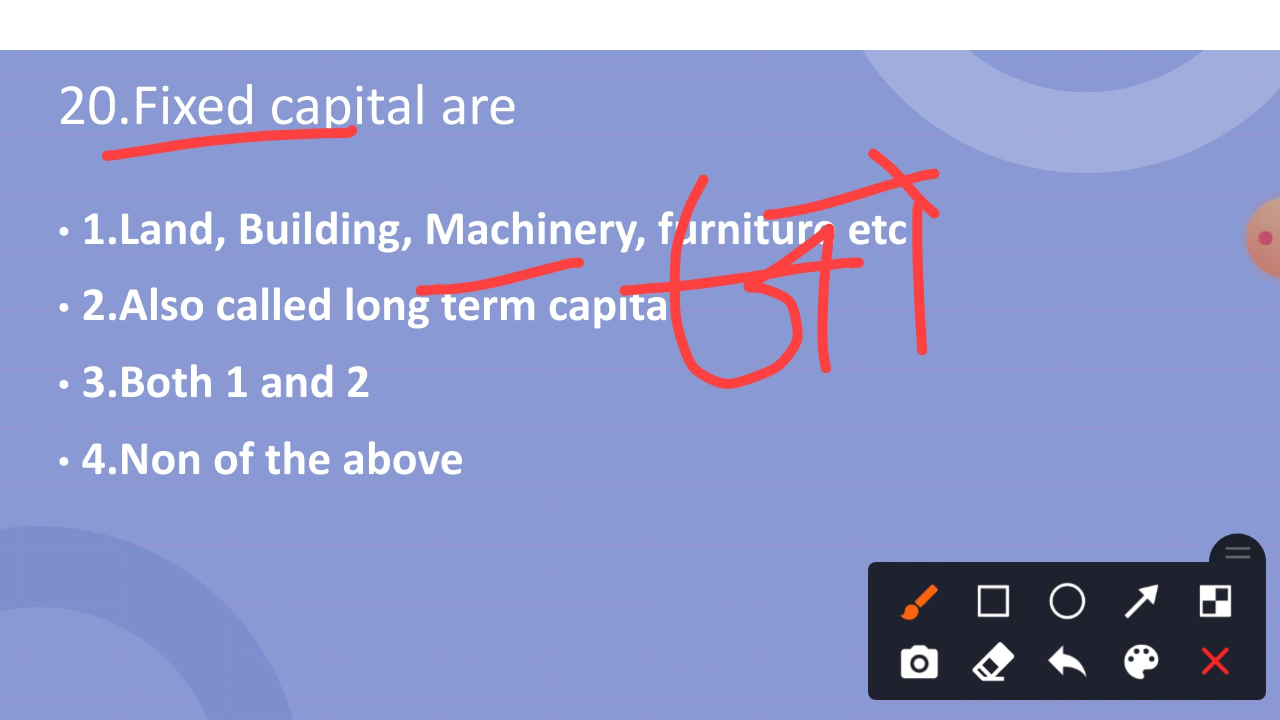 20.Fixed capital are
• 1.Land, Building, Machinery, furniture etc
• 2.Also called long term capita
• 3.Both 1 and 2
• 4.Non of the above